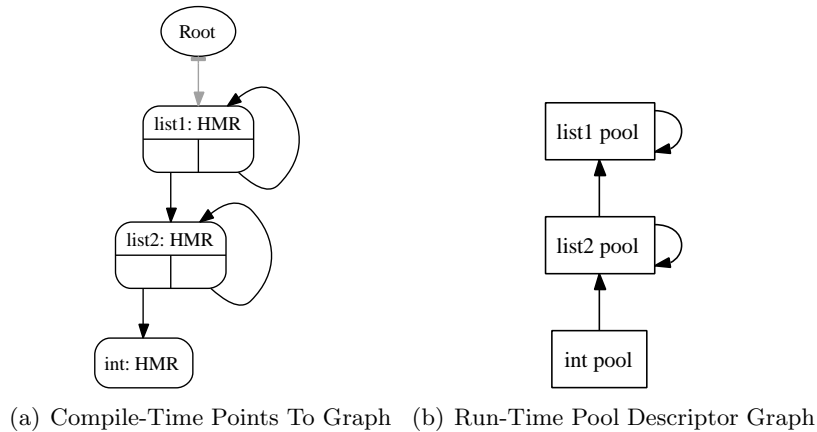 Root
list1: HMR
list2: HMR
int: HMR
list1 pool
list2 pool
int pool
(a) Compile-Time Points To Graph
(b) Run-Time Pool Descriptor Graph